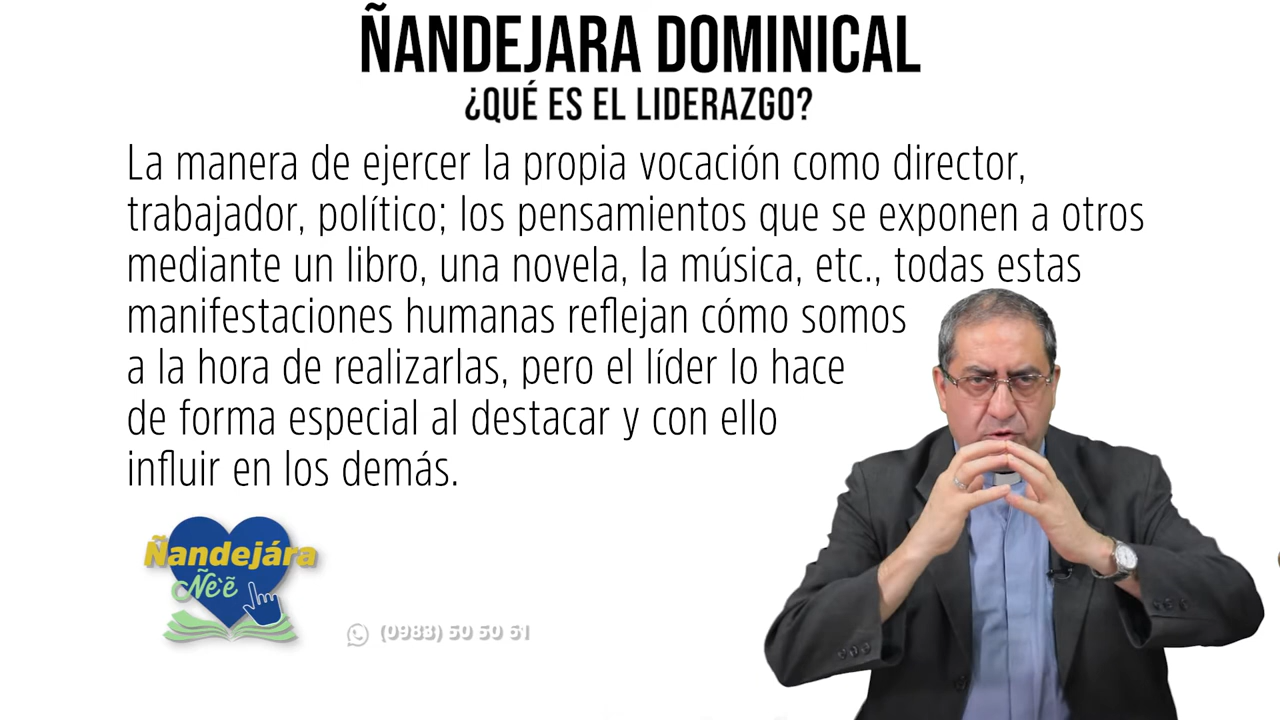 ÑANDEJARA DOMINICAL
¿QUÉ ES EL LIDERAZGO?
La manera de ejercer la propia vocación como director,
trabajador, político; los pensamientos que se exponen a otros
mediante un libro, una novela, la música, etc., todas estas
manifestaciones humanas reflejan cómo somos
a la hora de realizarlas, pero el líder lo hace
de forma especial al destacar y con ello
influir en los demás.
Ñandejára
Ñe'ẽ
(0983) 50 50 51